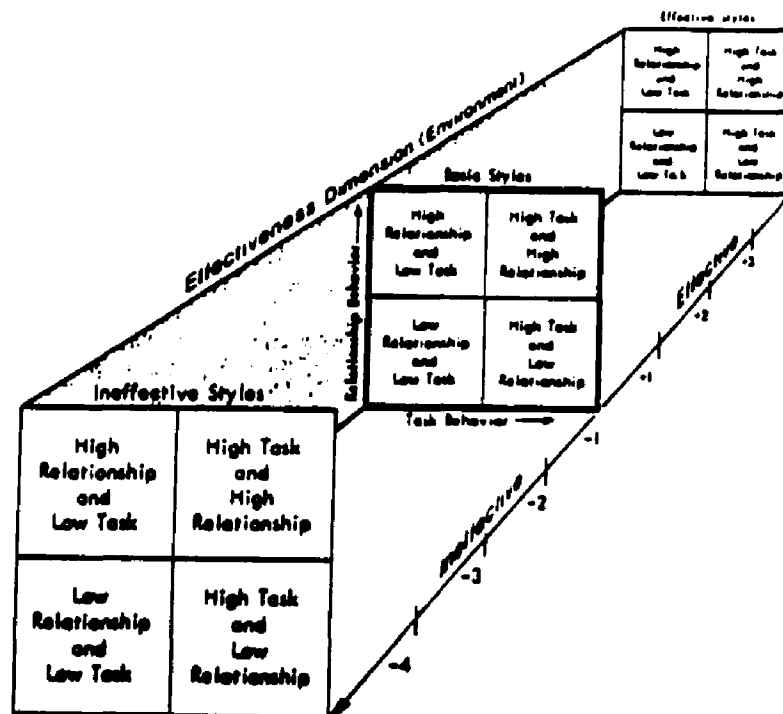 Effective Styles
High
Relationship
and
Low Task
High Task
and
High
Relationship
Low
Relationship
and
Low Task
High Task
and
Low
Relationship
Effectiveness Dimension (Environment)
Basic Styles
Relationship Behavior
High
Relationship
and
Low Task
High Task
and
High
Relationship
Low
Relationship
and
Low Task
High Task
and
Low
Relationship
Task Behavior
Ineffective Styles
High
Relationship
and
Low Task
High Task
and
High
Relationship
Low
Relationship
and
Low Task
High Task
and
Low
Relationship
Effective
+3
+2
+1
Ineffective
-1
-2
-3
-4